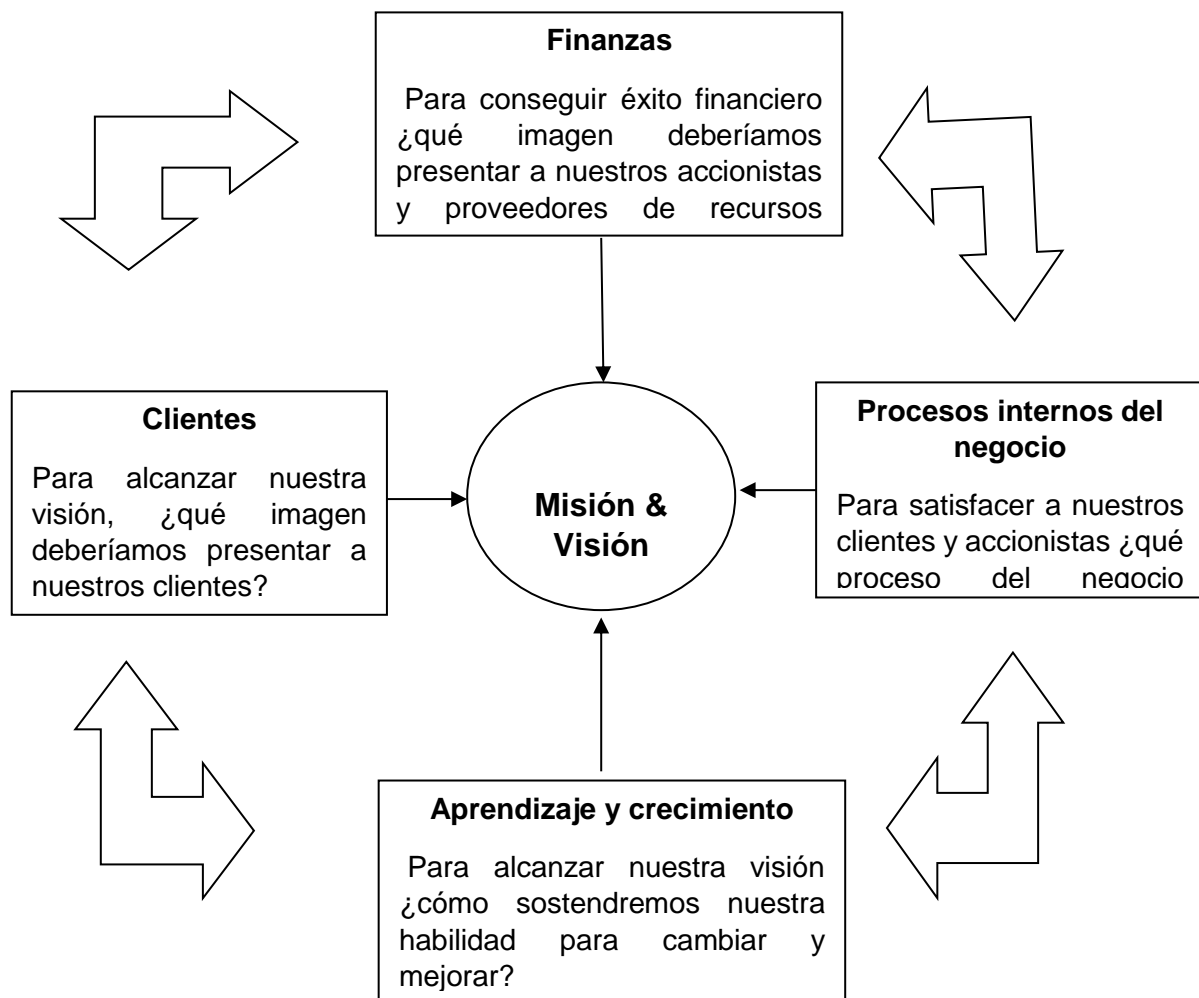 Finanzas
Para conseguir éxito financiero
¿qué imagen deberíamos
presentar a nuestros accionistas
y proveedores de recursos
Clientes
Para alcanzar nuestra
visión, ¿qué imagen
deberíamos presentar a
nuestros clientes?
Misión &
Visión
Procesos internos del
negocio
Para satisfacer a nuestros
clientes y accionistas ¿qué
proceso del negocio
Aprendizaje y crecimiento
Para alcanzar nuestra visión
¿cómo sostendremos nuestra
habilidad para cambiar y
mejorar?